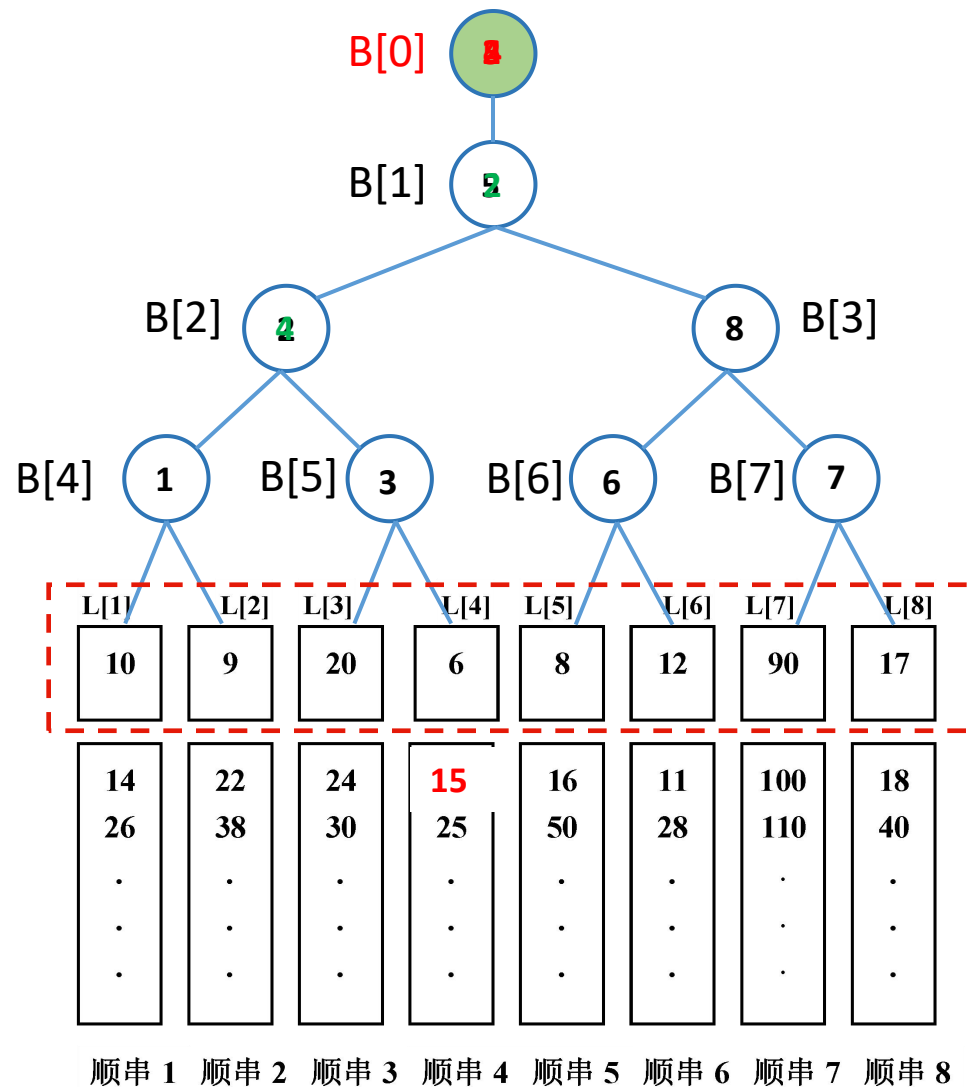 B[0]
B[1]
B[2]
8
B[3]
B[4]
1
B[5]
3
B[6]
6
B[7]
7
L[1] L[2] L[3] L[4] L[5] L[6] L[7] L[8]
10 9 20 6 8 12 90 17
14 22 24 15 16 11 100 18
26 38 30 25 50 28 110 40
. . . . . . . .
. . . . . . . .
. . . . . . . .
顺串 1 顺串 2 顺串 3 顺串 4 顺串 5 顺串 6 顺串 7 顺串 8